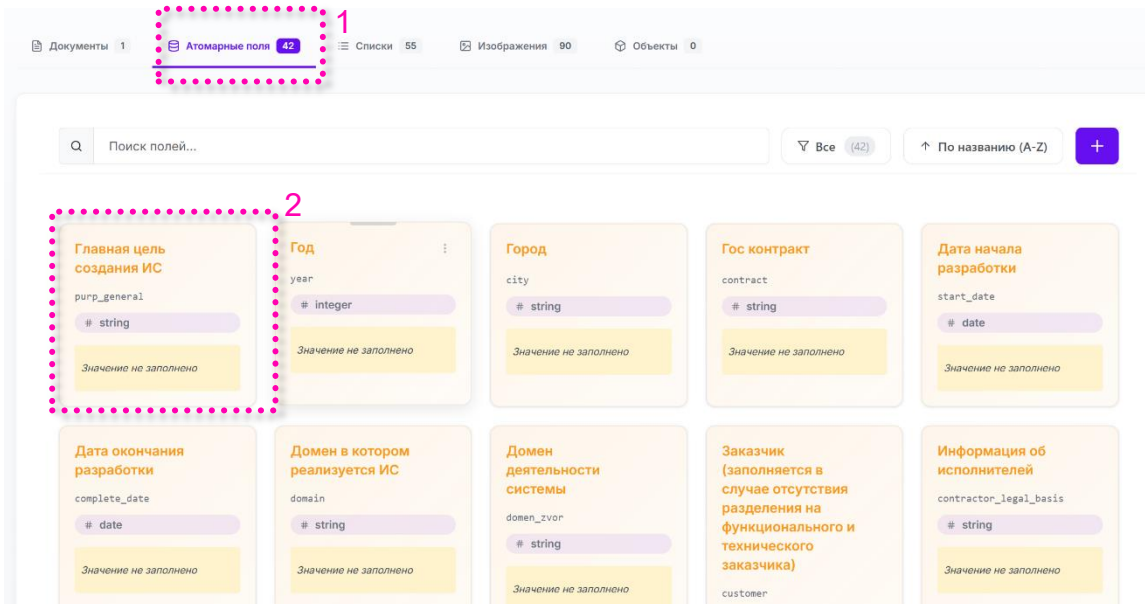 1
Документы 1
Атомарные поля 42
Списки 55
Изображения 90
Объекты 0
Поиск полей...
Все (42)
↑ По названию (A-Z)
+
2
Главная цель
создания ИС
purp_general
# string
Значение не заполнено
Год
year
# integer
Значение не заполнено
Город
city
# string
Значение не заполнено
Гос контракт
contract
# string
Значение не заполнено
Дата начала
разработки
start_date
# date
Значение не заполнено
Дата окончания
разработки
complete_date
# date
Значение не заполнено
Домен в котором
реализуется ИС
domain
# string
Значение не заполнено
Домен
деятельности
системы
domen_zvor
# string
Значение не заполнено
Заказчик
(заполняется в
случае отсутствия
разделения на
функционального и
технического
заказчика)
customer
Информация об
исполнителей
contractor_legal_basis
# string
Значение не заполнено